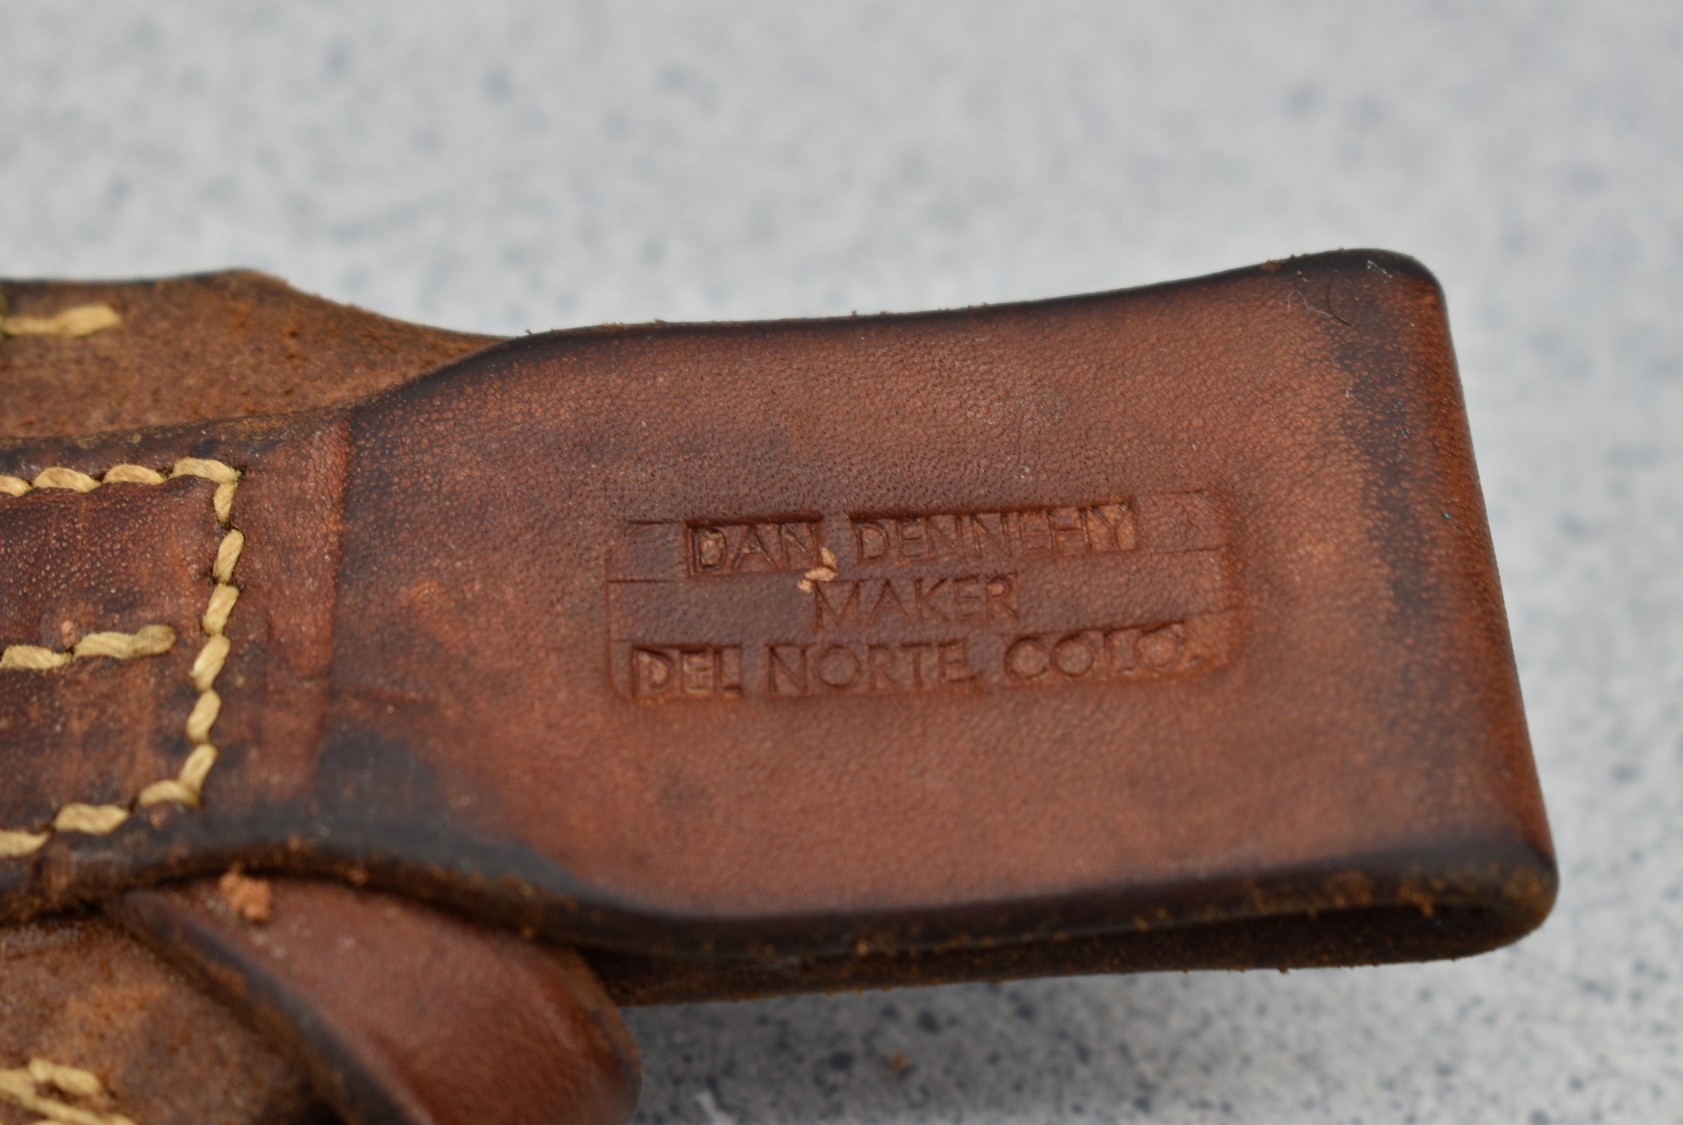 DAN DENNEHY
MAKER
DEL NORTE, COLO.